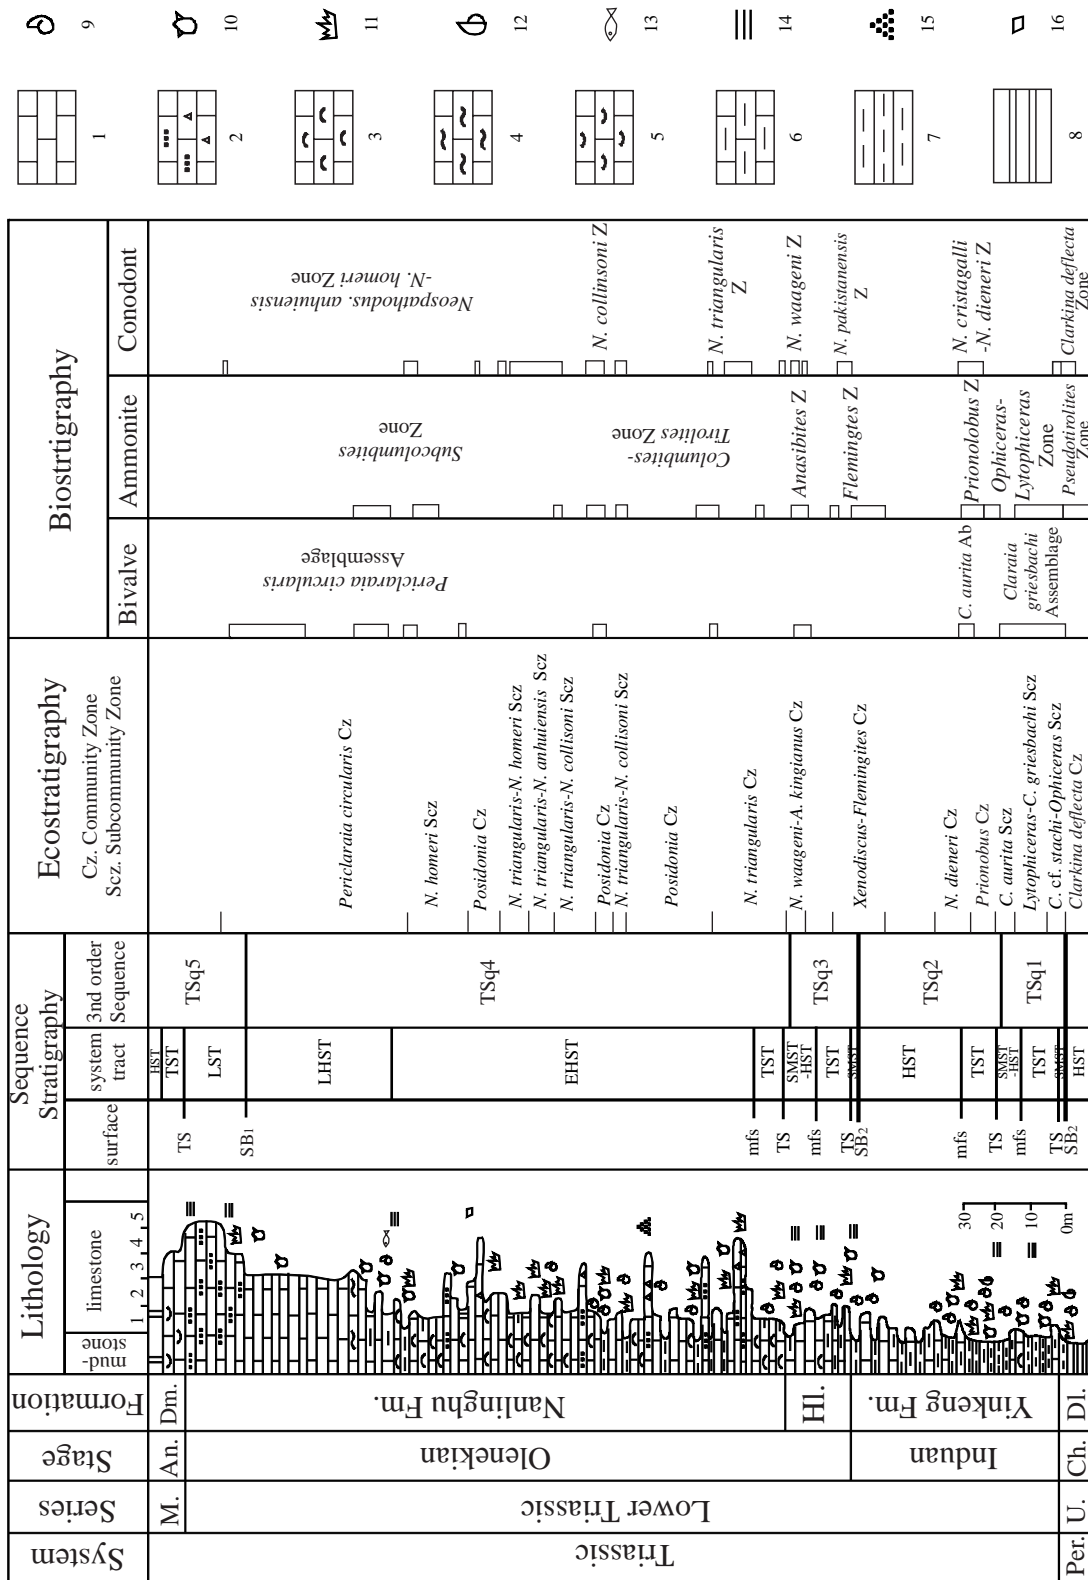 System
Series
Stage
Formation
Lithology
mud-
stone
limestone
1 2 3 4 5
Sequence
Stratigraphy
surface
system
tract
3nd order
Sequence
Ecostratigraphy
Cz. Community Zone
Scz. Subcommunity Zone
Biostrtigraphy
Bivalve
Ammonite
Conodont
Triassic
Per.
M.
Lower Triassic
U.
An.
Olenekian
Induan
Ch.
Dm.
Nanlinghu Fm.
Hl.
Yinkeng Fm.
Dl.
30
20
10
0m
TS
SB1
mfs
TS
mfs
TS
SB2
mfs
TS
mfs
TS
SB2
HST
TST
LST
LHST
EHST
TST
SMST
-HST
TST
SMST
HST
TST
SMST
-HST
TST
SMST
HST
TSq5
TSq4
TSq3
TSq2
TSq1
Periclaraia circularis Cz
N. homeri Scz
Posidonia Cz
N. triangularis-N. homeri Scz
N. triangularis-N. anhuiensis Scz
N. triangularis-N. collisoni Scz
Posidonia Cz
N. triangularis-N. collisoni Scz
Posidonia Cz
N. triangularis Cz
N. waageni-A. kingianus Cz
Xenodiscus-Flemingites Cz
N. dieneri Cz
Prionobus Cz
C. aurita Scz
Lytophiceras-C. griesbachi Scz
C. cf. stachi-Ophiceras Scz
Clarkina deflecta Cz
Periclaraia circularis
Assemblage
C. aurita Ab
Claraia
griesbachi
Assemblage
Subcolumbites
Zone
Columbites-
Tirolites Zone
Anasibites Z
Flemingtes Z
Prionolobus Z
Ophiceras-
Lytophiceras
Zone
Pseudotirolites
Zone
Neospathodus. anhuiensis
-N. homeri Zone
N. collinsoni Z
N. triangularis
Z
N. waageni Z
N. pakistanensis
Z
N. cristagalli
-N. dieneri Z
Clarkina deflecta
Zone
1
2
3
4
5
6
7
8
9
10
11
12
13
14
15
16